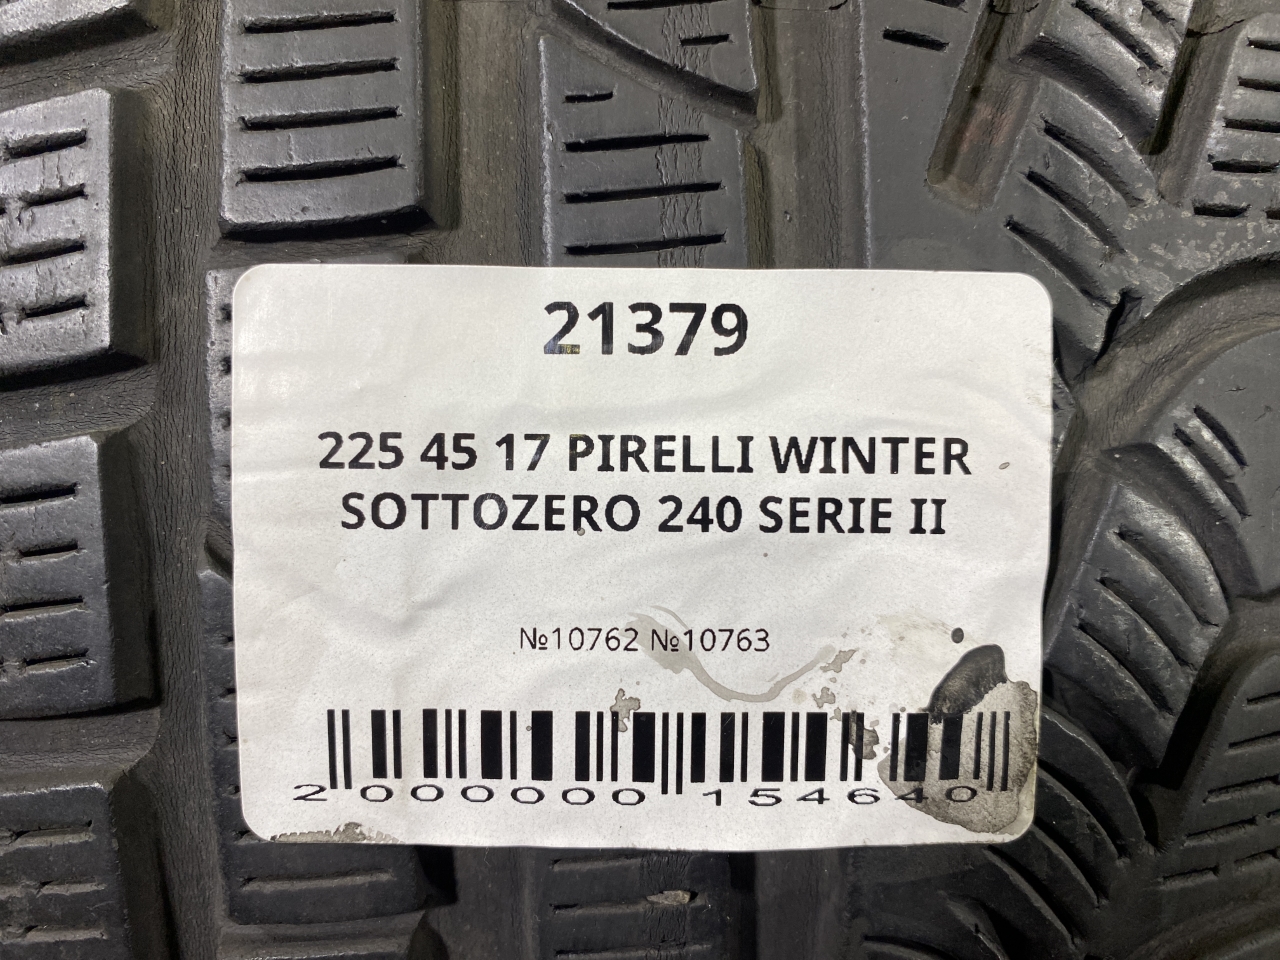 21379
225 45 17 PIRELLI WINTER
SOTTOZERO 240 SERIE II
№10762 №10763
2 000000 154640